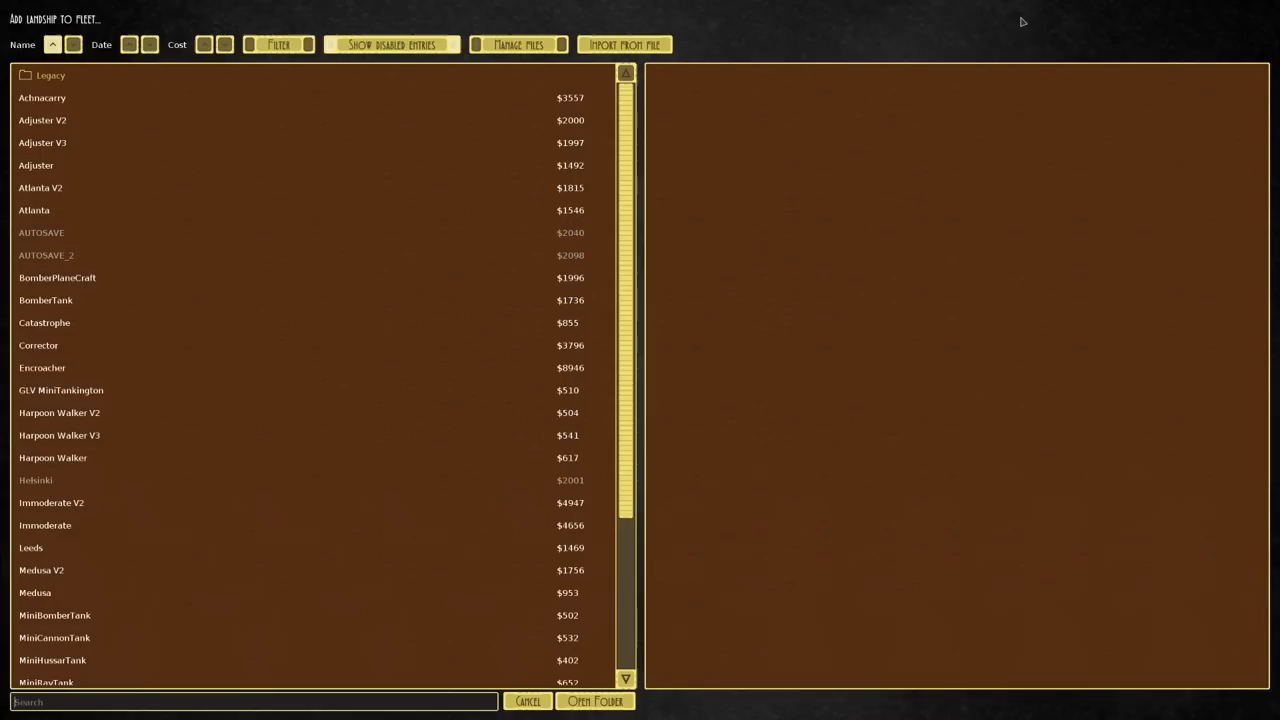 Add landship to fleet...
Name Date Cost Filter Show disabled entries Manage files Import from file
Legacy
Achnacarry $3557
Adjuster V2 $2000
Adjuster V3 $1997
Adjuster $1492
Atlanta V2 $1815
Atlanta $1546
AUTOSAVE $2040
AUTOSAVE_2 $2098
BomberPlaneCraft $1996
BomberTank $1736
Catastrophe $855
Corrector $3796
Encroacher $8946
GLV MiniTankington $510
Harpoon Walker V2 $504
Harpoon Walker V3 $541
Harpoon Walker $617
Helsinki $2001
Immoderate V2 $4947
Immoderate $4656
Leeds $1469
Medusa V2 $1756
Medusa $953
MiniBomberTank $502
MiniCannonTank $532
MiniHussarTank $402
MiniRayTank $652
Search Cancel Open Folder